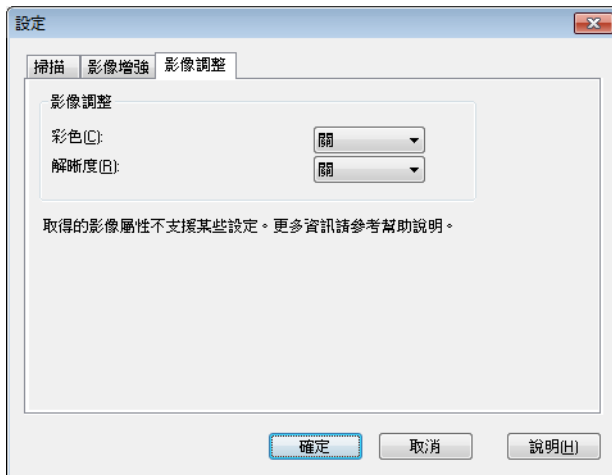 設定
掃描 影像增強 影像調整
影像調整
彩色(C): 關
解晰度(R): 關
取得的影像屬性不支援某些設定。更多資訊請參考幫助說明。
確定 取消 說明(H)